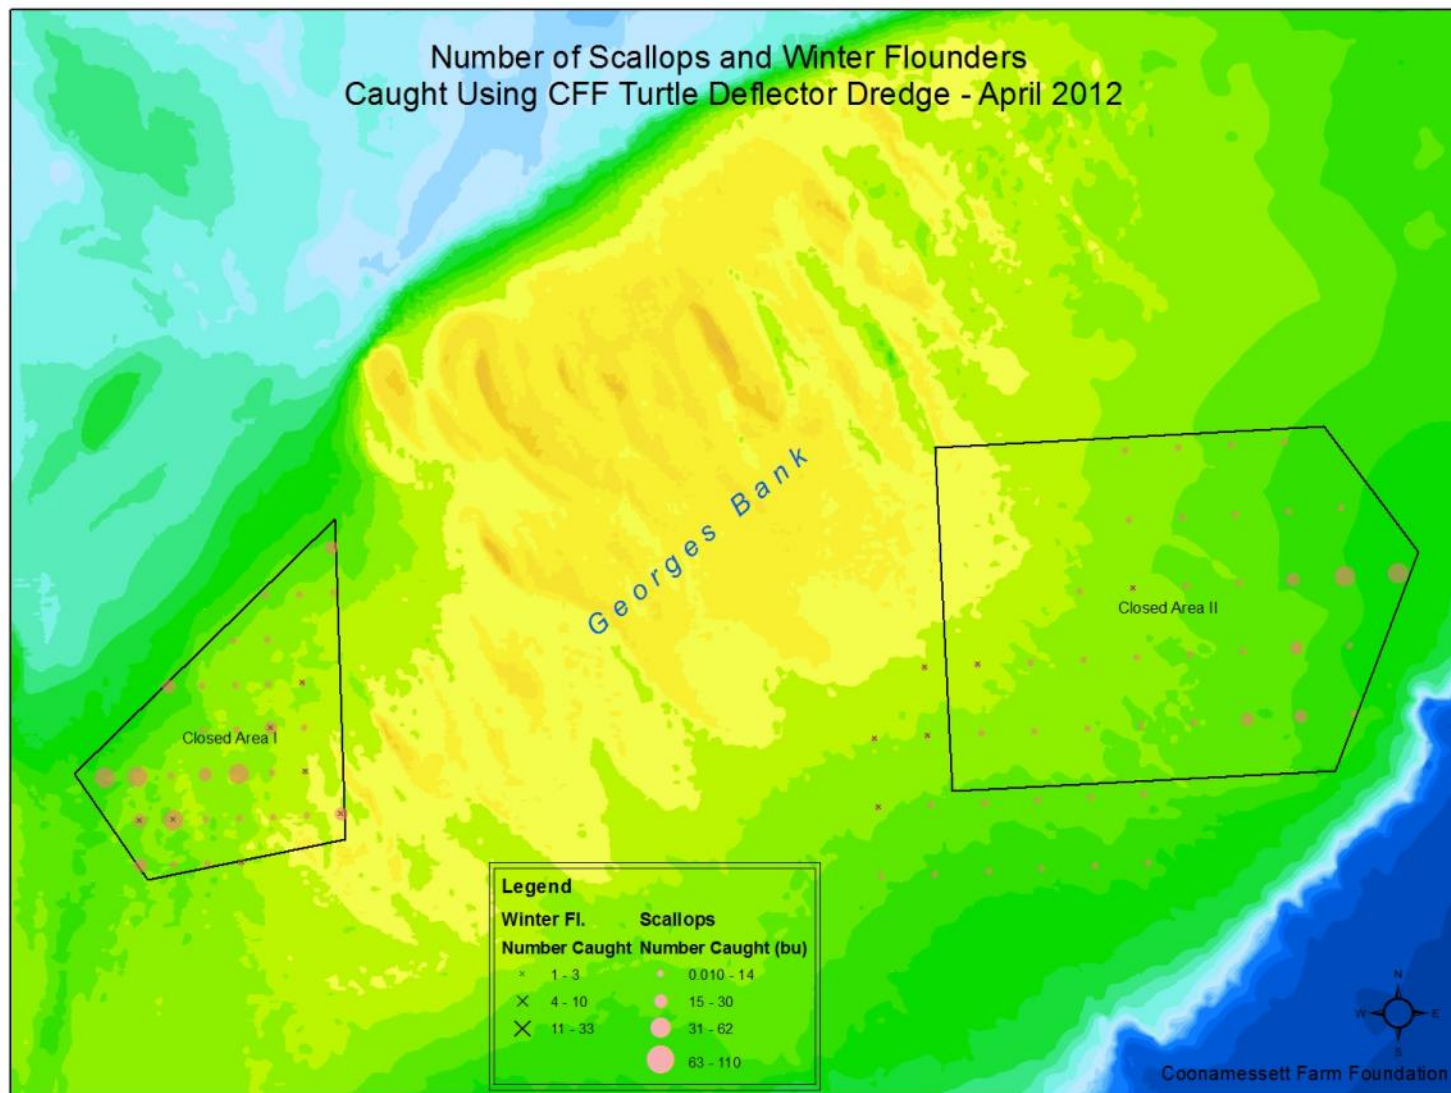 Number of Scallops and Winter Flounders
Caught Using CFF Turtle Deflector Dredge - April 2012
Georges Bank
Closed Area II
Closed Area I
Legend
Winter Fl. Scallops
Number Caught Number Caught (bu)
1 - 3 0.010 - 14
4 - 10 15 - 30
11 - 33 31 - 62
63 - 110
N
W E
S
Coonamessett Farm Foundation